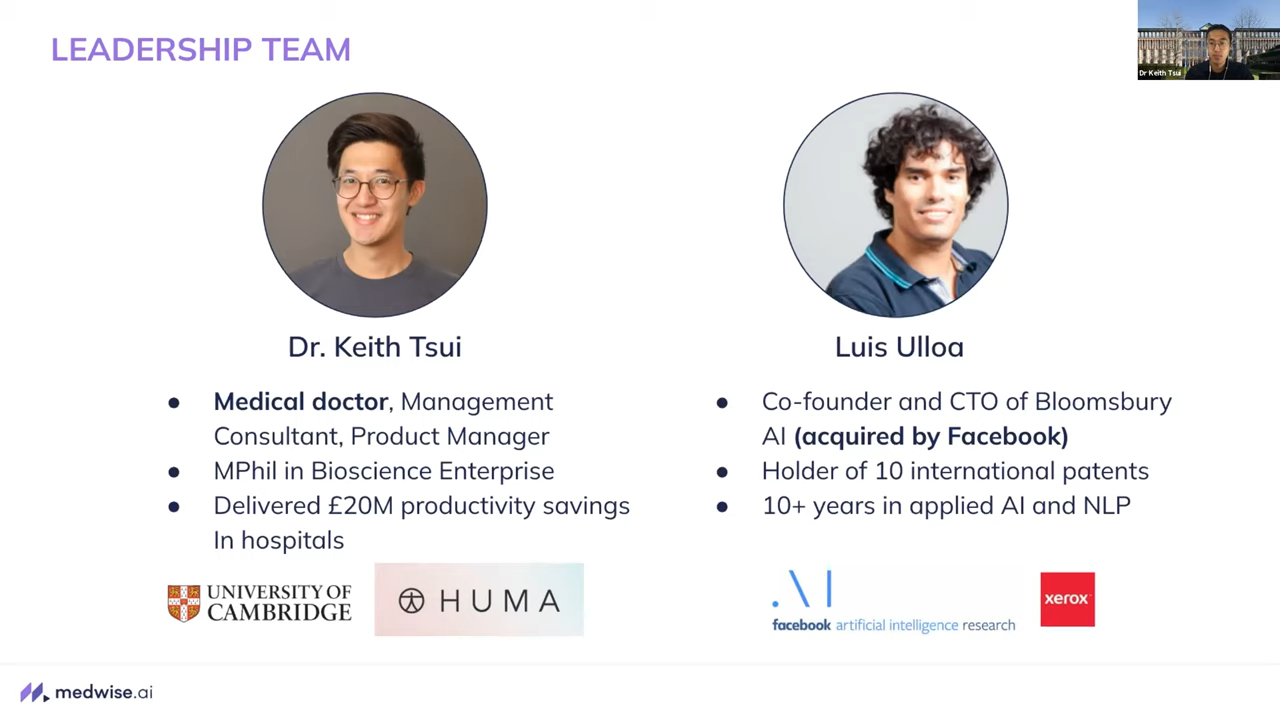 LEADERSHIP TEAM
Dr Keith Tsui
Dr. Keith Tsui
Medical doctor, Management
Consultant, Product Manager
MPhil in Bioscience Enterprise
Delivered £20M productivity savings
In hospitals
UNIVERSITY OF
CAMBRIDGE
HUMA
Luis Ulloa
Co-founder and CTO of Bloomsbury
AI (acquired by Facebook)
Holder of 10 international patents
10+ years in applied AI and NLP
AI
facebook artificial intelligence research
xerox
medwise.ai